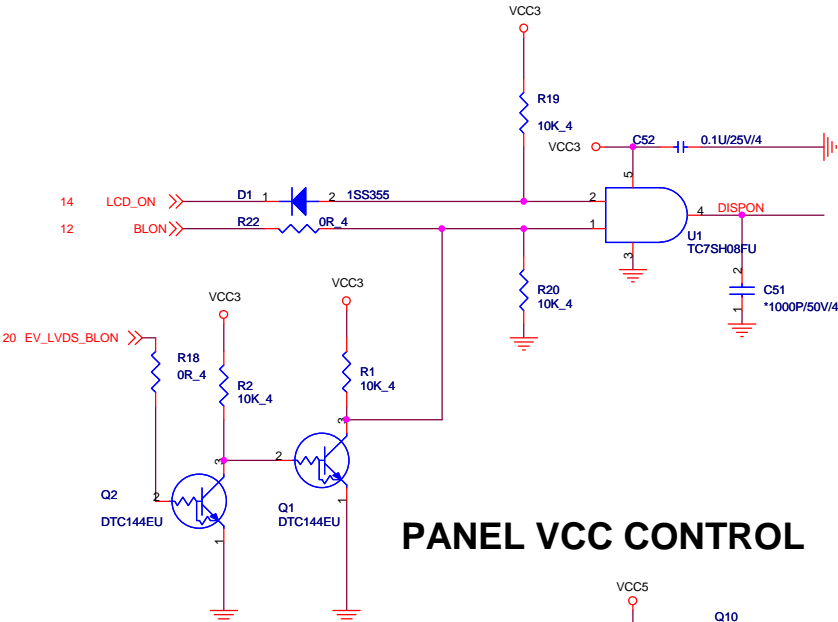 VCC3
R19
10K_4
VCC3
C52
0.1U/25V/4
5
14 LCD_ON
D1 1
2 1SS355
2
12 BLON
R22
0R_4
1
4 DISPON
U1
TC7SH08FU
3
2
C51
*1000P/50V/4
1
R20
10K_4
VCC3
VCC3
20 EV_LVDS_BLON
R18
0R_4
R2
10K_4
R1
10K_4
3
3
2
2
Q2
DTC144EU
1
Q1
DTC144EU
1
PANEL VCC CONTROL
VCC5
Q10